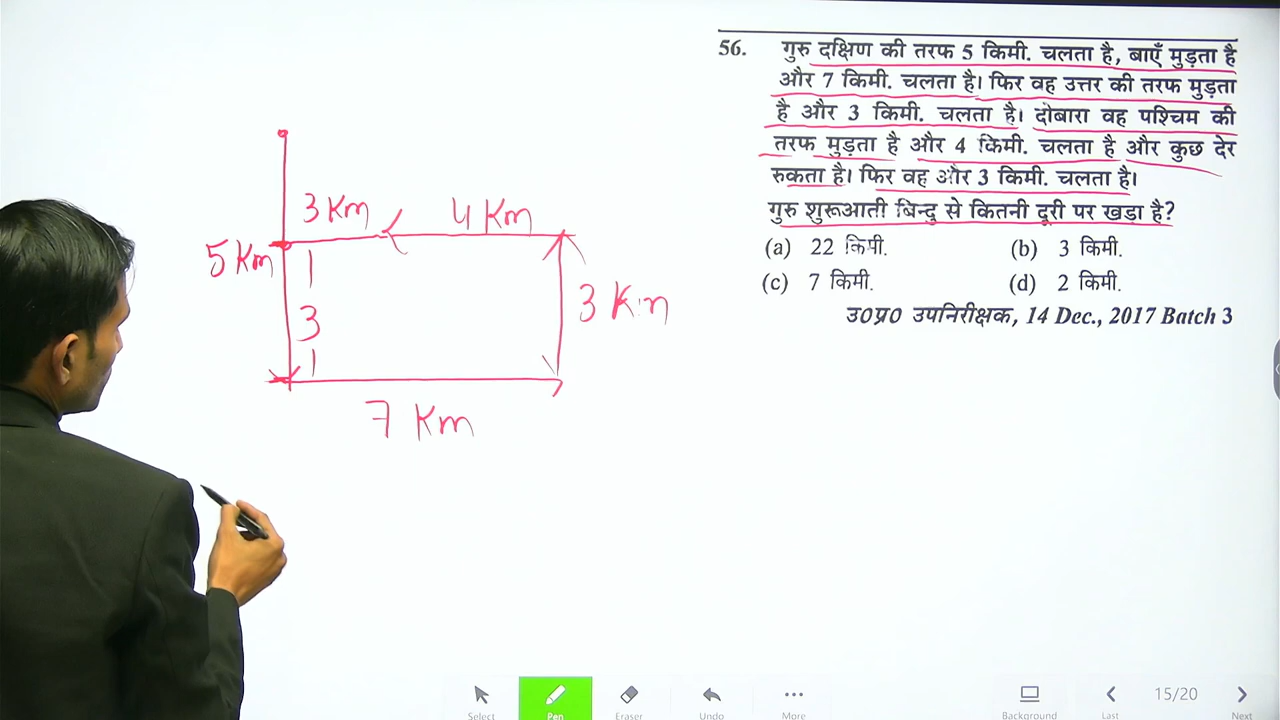 56. गुरु दक्षिण की तरफ 5 किमी. चलता है, बाएँ मुड़ता है
और 7 किमी. चलता है। फिर वह उत्तर की तरफ मुड़ता
है और 3 किमी. चलता है। दोबारा वह पश्चिम की
तरफ मुड़ता है और 4 किमी. चलता है और कुछ देर
रुकता है। फिर वह और 3 किमी. चलता है।
गुरु शुरूआती बिन्दु से कितनी दूरी पर खडा है?
(a) 22 किमी. (b) 3 किमी.
(c) 7 किमी. (d) 2 किमी.
उ०प्र० उपनिरीक्षक, 14 Dec., 2017 Batch 3
3 Km 4 Km
5 Km
3 3 Km
7 Km
Select Pen Eraser Undo More Background Last 15/20 Next